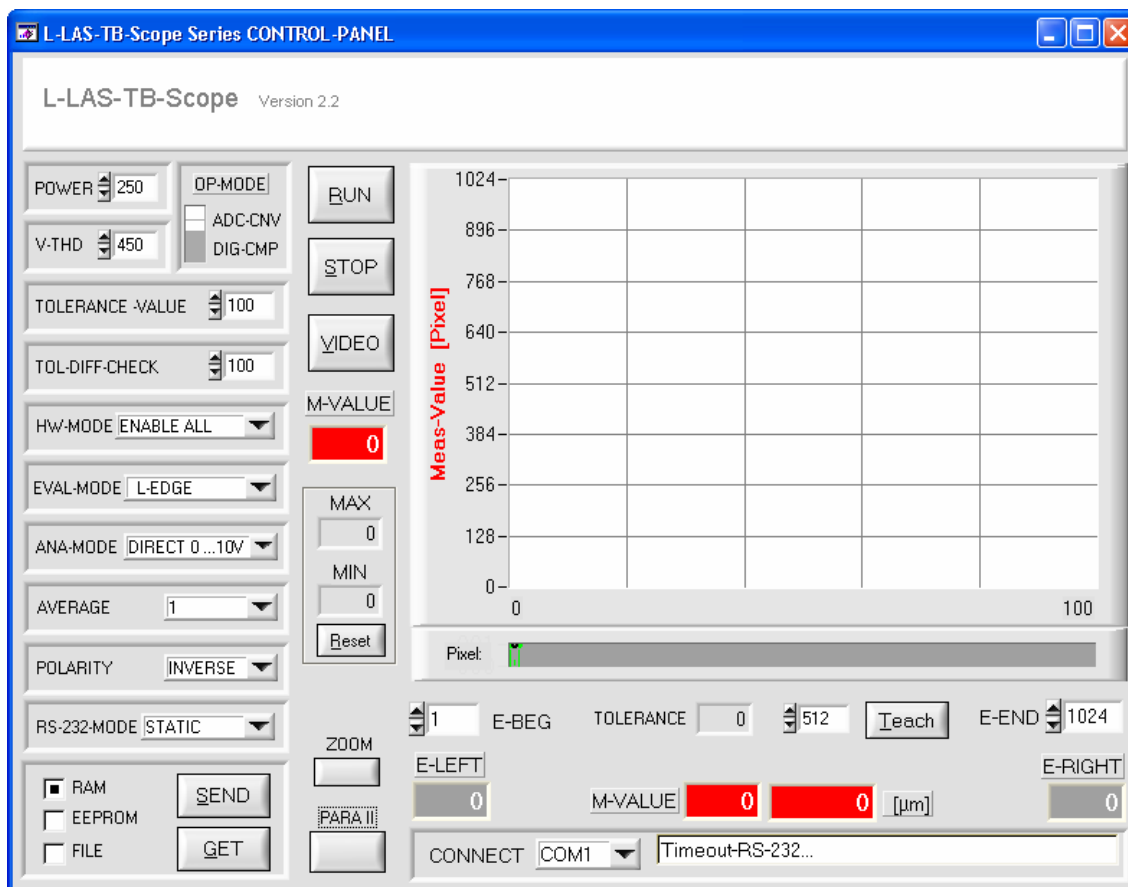 L-LAS-TB-Scope Series CONTROL-PANEL
L-LAS-TB-Scope Version 2.2
POWER 250
V-THD 450
OP-MODE
ADC-CNV
DIG-CMP
TOLERANCE -VALUE 100
TOL-DIFF-CHECK 100
HW-MODE ENABLE ALL
EVAL-MODE L-EDGE
ANA-MODE DIRECT 0 ...10V
AVERAGE 1
POLARITY INVERSE
RS-232-MODE STATIC
RAM
EEPROM
FILE
SEND
GET
RUN
STOP
VIDEO
M-VALUE
0
MAX
0
MIN
0
Reset
ZOOM
PARA II
Meas-Value [Pixel]
1024
896
768
640
512
384
256
128
0
0 100
Pixel:
1 E-BEG TOLERANCE 0 512 Teach E-END 1024
E-LEFT
0
M-VALUE 0 0 [µm]
E-RIGHT
0
CONNECT COM1 Timeout-RS-232...